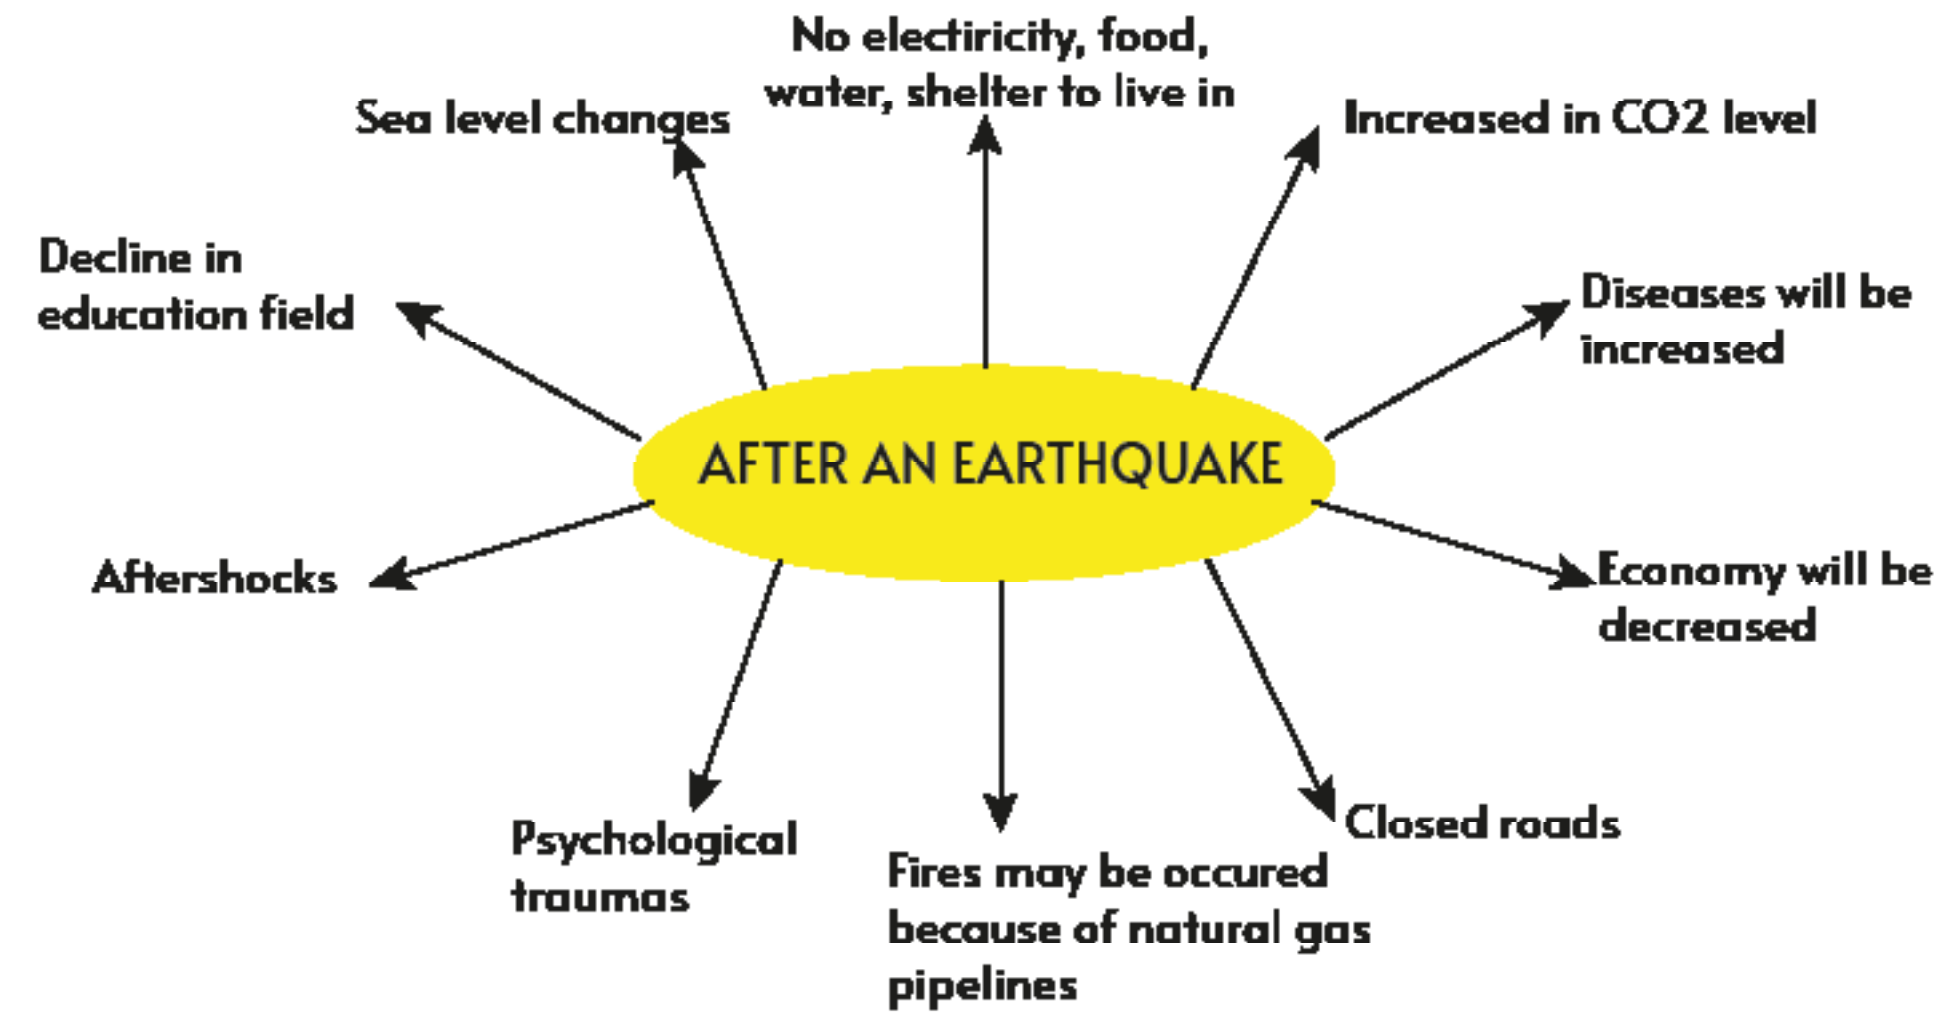 No electiricity, food,
water, shelter to live in
Sea level changes
Increased in CO2 level
Decline in
education field
Diseases will be
increased
AFTER AN EARTHQUAKE
Aftershocks
Economy will be
decreased
Psychological
traumas
Fires may be occured
because of natural gas
pipelines
Closed roads